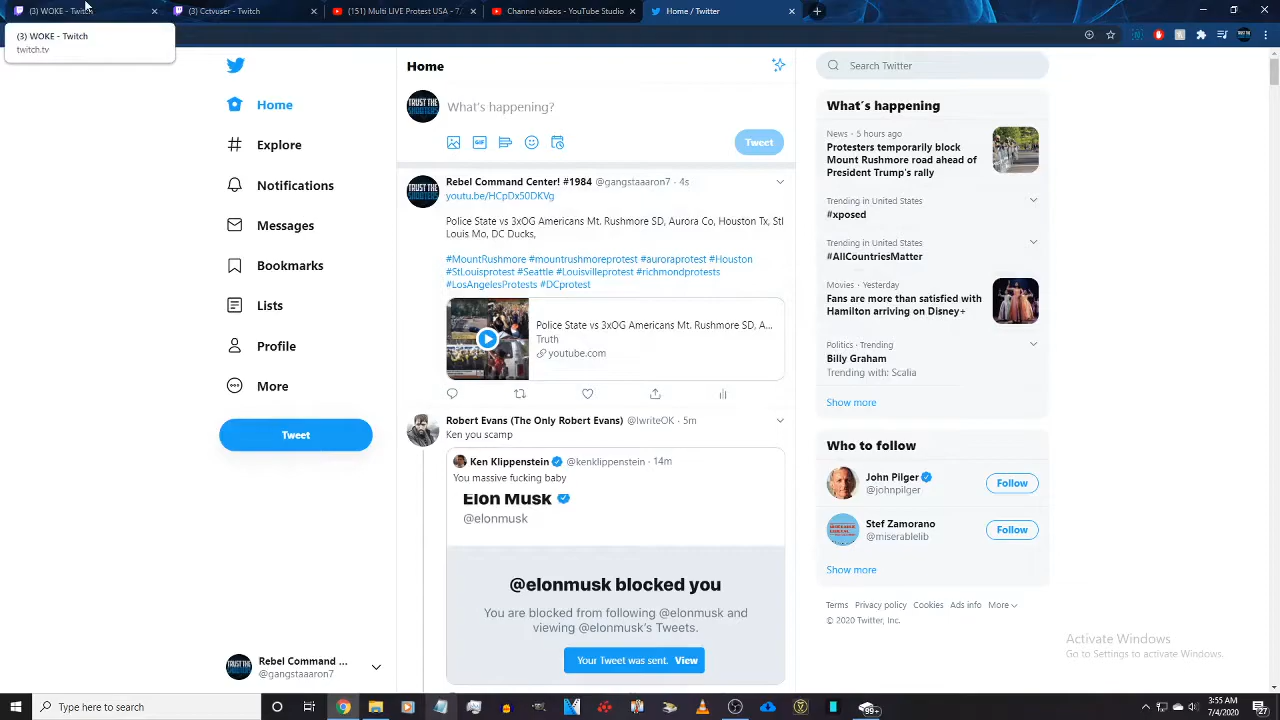 (3) WOKE - Twitch
(3) Cctvuser - Twitch
(151) Multi LIVE Protest USA - 7/
Channel videos - YouTube Studio
Home / Twitter
(3) WOKE - Twitch
twitch.tv
Home
Explore
Notifications
Messages
Bookmarks
Lists
Profile
More
Tweet
Rebel Command ...
@gangstaaaron7
Home
What's happening?
GIF
Tweet
TRUST THE
Rebel Command Center! #1984 @gangstaaaron7 · 4s
youtu.be/HCpDx50DKVg
Police State vs 3xOG Americans Mt. Rushmore SD, Aurora Co, Houston Tx, Stl
Louis Mo, DC Ducks,
#MountRushmore #mountrushmoreprotest #auroraprotest #Houston
#StLouisprotest #Seattle #Louisvilleprotest #richmondprotests
#LosAngelesProtests #DCprotest
Police State vs 3xOG Americans Mt. Rushmore SD, A...
Truth
youtube.com
Robert Evans (The Only Robert Evans) @IwriteOK · 5m
Ken you scamp
Ken Klippenstein @kenklippenstein · 14m
You massive fucking baby
Elon Musk
@elonmusk
@elonmusk blocked you
You are blocked from following @elonmusk and
viewing @elonmusk's Tweets.
Your Tweet was sent. View
Search Twitter
What's happening
News · 5 hours ago
Protesters temporarily block
Mount Rushmore road ahead of
President Trump's rally
Trending in United States
#xposed
Trending in United States
#AllCountriesMatter
Movies · Yesterday
Fans are more than satisfied with
Hamilton arriving on Disney+
Politics · Trending
Billy Graham
Trending with: Scalia
Show more
Who to follow
John Pilger
@johnpilger
Follow
Stef Zamorano
@miserablelib
Follow
Show more
Terms Privacy policy Cookies Ads info More
© 2020 Twitter, Inc.
Activate Windows
Go to Settings to activate Windows.
Type here to search
99+
3:55 AM
7/4/2020